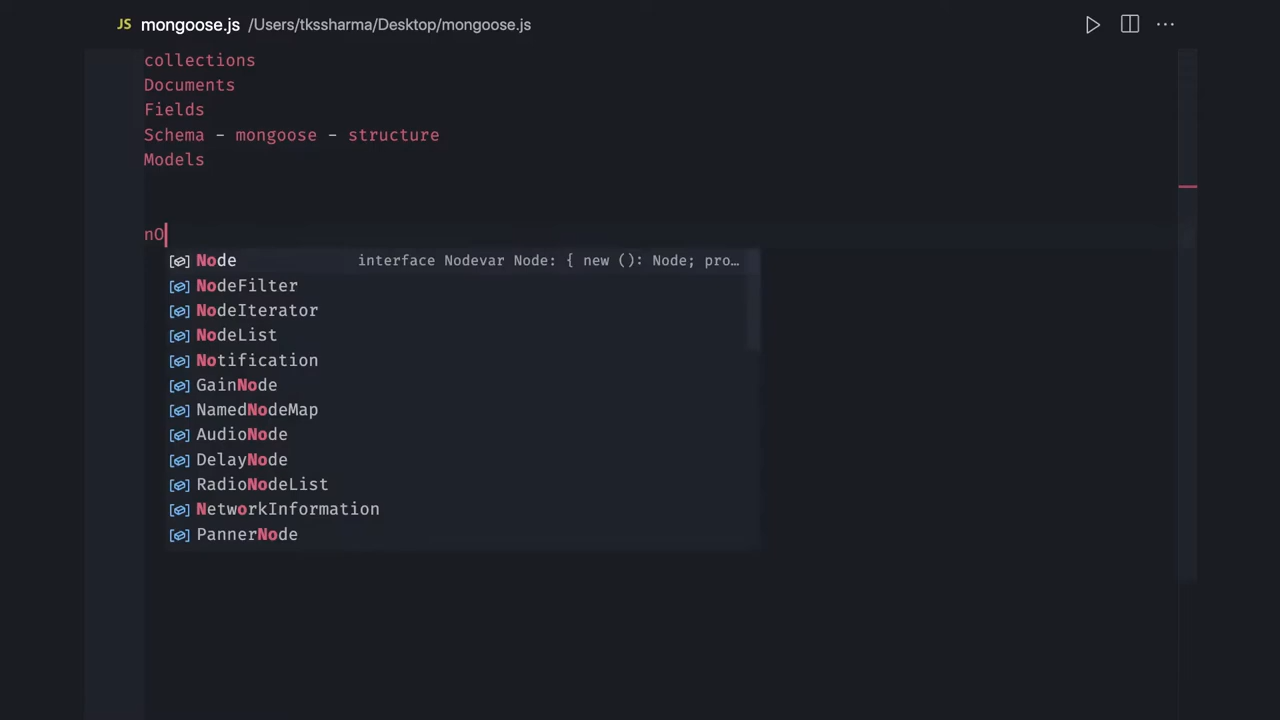 JS mongoose.js /Users/tkssharma/Desktop/mongoose.js
collections
Documents
Fields
Schema - mongoose - structure
Models
nO
Node interface Nodevar Node: { new (): Node; pro…
NodeFilter
NodeIterator
NodeList
Notification
GainNode
NamedNodeMap
AudioNode
DelayNode
RadioNodeList
NetworkInformation
PannerNode